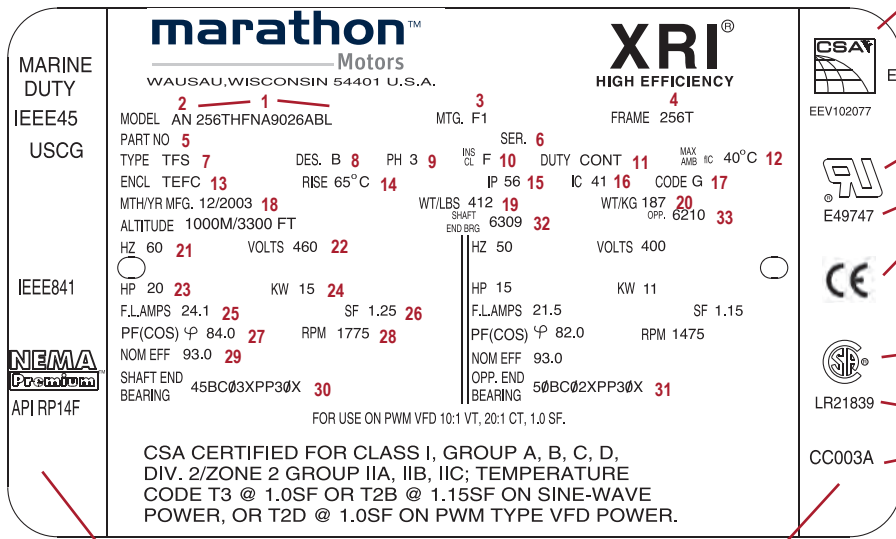 marathon™
Motors
WAUSAU, WISCONSIN 54401 U.S.A.
XRI®
HIGH EFFICIENCY
MARINE
DUTY
IEEE45
USCG
IEEE841
NEMA
Premium™
API RP14F
2 1 3 4
MODEL AN 256THFNA9026ABL MTG. F1 FRAME 256T
PART NO 5 SER. 6
TYPE TFS 7 DES. B 8 PH 3 9 INS CL F 10 DUTY CONT 11 MAX AMB flC 40°C 12
ENCL TEFC 13 RISE 65°C 14 IP 56 15 IC 41 16 CODE G 17
MTH/YR MFG. 12/2003 18 WT/LBS 412 19 WT/KG 187 20
ALTITUDE 1000M/3300 FT SHAFT END BRG 6309 32 OPP. 6210 33
HZ 60 21 VOLTS 460 22 HZ 50 VOLTS 400
HP 20 23 KW 15 24 HP 15 KW 11
F.L.AMPS 24.1 25 SF 1.25 26 F.L.AMPS 21.5 SF 1.15
PF(COS) φ 84.0 27 RPM 1775 28 PF(COS) φ 82.0 RPM 1475
NOM EFF 93.0 29 NOM EFF 93.0
SHAFT END BEARING 45BCØ3XPP3ØX 30 OPP. END BEARING 5ØBCØ2XPP3ØX 31
FOR USE ON PWM VFD 10:1 VT, 20:1 CT, 1.0 SF.
CSA CERTIFIED FOR CLASS I, GROUP A, B, C, D,
DIV. 2/ZONE 2 GROUP IIA, IIB, IIC; TEMPERATURE
CODE T3 @ 1.0SF OR T2B @ 1.15SF ON SINE-WAVE
POWER, OR T2D @ 1.0SF ON PWM TYPE VFD POWER.
CSA
E
EEV102077
RU®
E49747
CE
CSA®
LR21839
CC003A